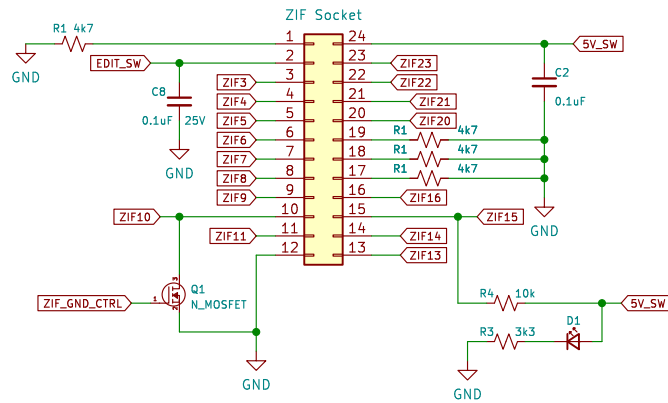 ZIF Socket
R1 4k7
1
24
5V_SW
GND
EDIT_SW
2
23
ZIF23
C8
0.1uF
25V
GND
ZIF3
3
22
ZIF22
C2
0.1uF
ZIF4
4
21
ZIF21
ZIF5
5
20
ZIF20
ZIF6
6
19
R1
4k7
ZIF7
7
18
R1
4k7
ZIF8
8
17
R1
4k7
ZIF9
9
16
ZIF16
GND
ZIF10
10
15
ZIF15
ZIF11
11
14
ZIF14
12
13
ZIF13
3
Q1
N_MOSFET
ZIF_GND_CTRL
1
2
R4
10k
5V_SW
R3
3k3
D1
GND
GND